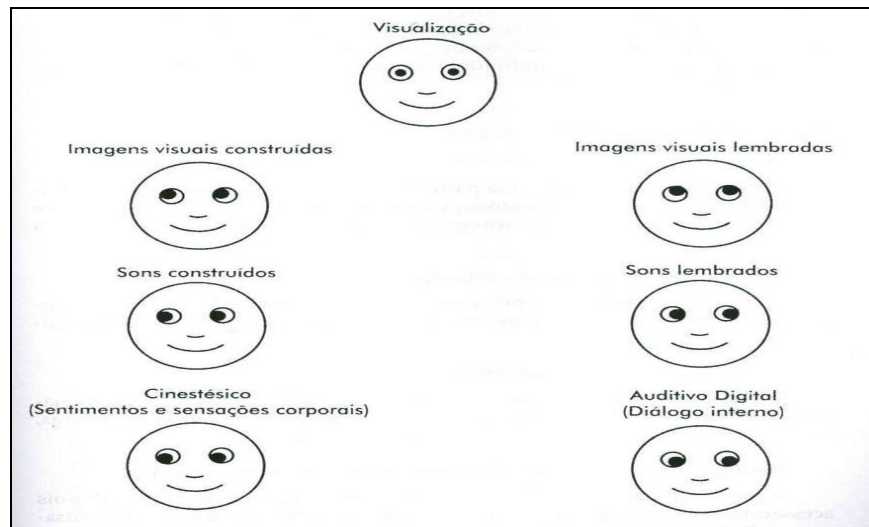 Visualização
Imagens visuais construídas
Imagens visuais lembradas
Sons construídos
Sons lembrados
Cinestésico
(Sentimentos e sensações corporais)
Auditivo Digital
(Diálogo interno)